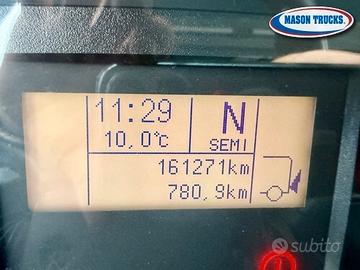 MASON TRUCKS.
11:29
N
10,0°c
SEMI
161271km
780,9km
subito